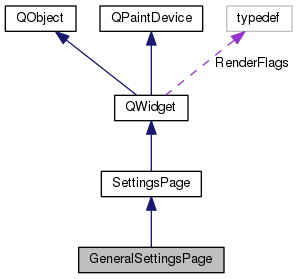 QObject
QPaintDevice
typedef
RenderFlags
QWidget
SettingsPage
GeneralSettingsPage